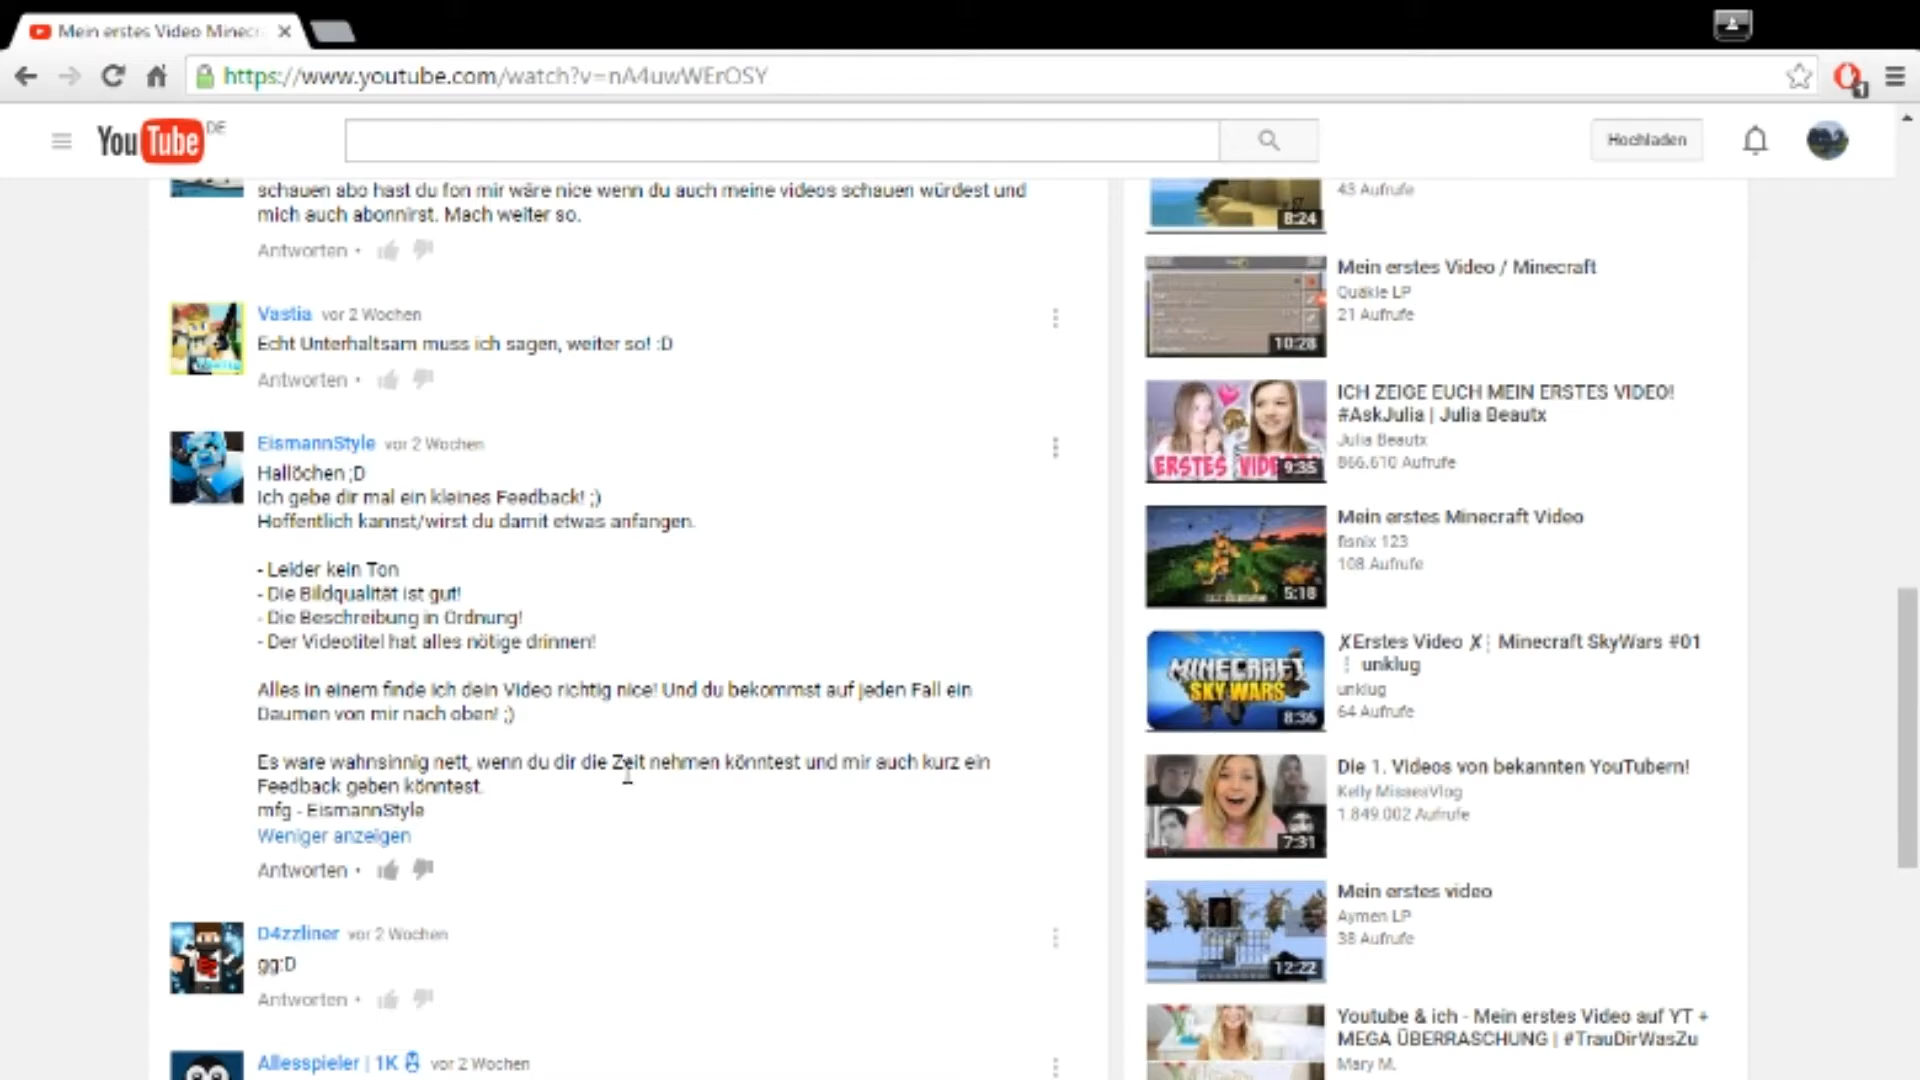 Mein erstes Video Minecr
https://www.youtube.com/watch?v=nA4uwWErOSY
1
You Tube DE
Hochladen
schauen abo hast du fon mir wäre nice wenn du auch meine videos schauen würdest und
mich auch abonnirst. Mach weiter so.
Antworten •
Vastia vor 2 Wochen
Echt Unterhaltsam muss ich sagen, weiter so! :D
Antworten •
EismannStyle vor 2 Wochen
Hallöchen ;D
Ich gebe dir mal ein kleines Feedback! ;)
Hoffentlich kannst/wirst du damit etwas anfangen.
- Leider kein Ton
- Die Bildqualität ist gut!
- Die Beschreibung in Ordnung!
- Der Videotitel hat alles nötige drinnen!
Alles in einem finde ich dein Video richtig nice! Und du bekommst auf jeden Fall ein
Daumen von mir nach oben! ;)
Es ware wahnsinnig nett, wenn du dir die Zeit nehmen könntest und mir auch kurz ein
Feedback geben könntest.
mfg - EismannStyle
Weniger anzeigen
Antworten •
D4zzliner vor 2 Wochen
gg:D
Antworten •
Allesspieler | 1K vor 2 Wochen
8:24
43 Aufrufe
10:28
Mein erstes Video / Minecraft
Quakle LP
21 Aufrufe
ERSTES VIDEO
9:35
ICH ZEIGE EUCH MEIN ERSTES VIDEO!
#AskJulia | Julia Beautx
Julia Beautx
866.610 Aufrufe
5:18
Mein erstes Minecraft Video
fisnix 123
108 Aufrufe
MINECRAFT
SKY WARS
8:36
✗Erstes Video ✗┊ Minecraft SkyWars #01
┊ unklug
unklug
64 Aufrufe
7:31
Die 1. Videos von bekannten YouTubern!
Kelly MissesVlog
1.849.002 Aufrufe
12:22
Mein erstes video
Aymen LP
38 Aufrufe
Youtube & ich - Mein erstes Video auf YT +
MEGA ÜBERRASCHUNG | #TrauDirWasZu
Mary M.